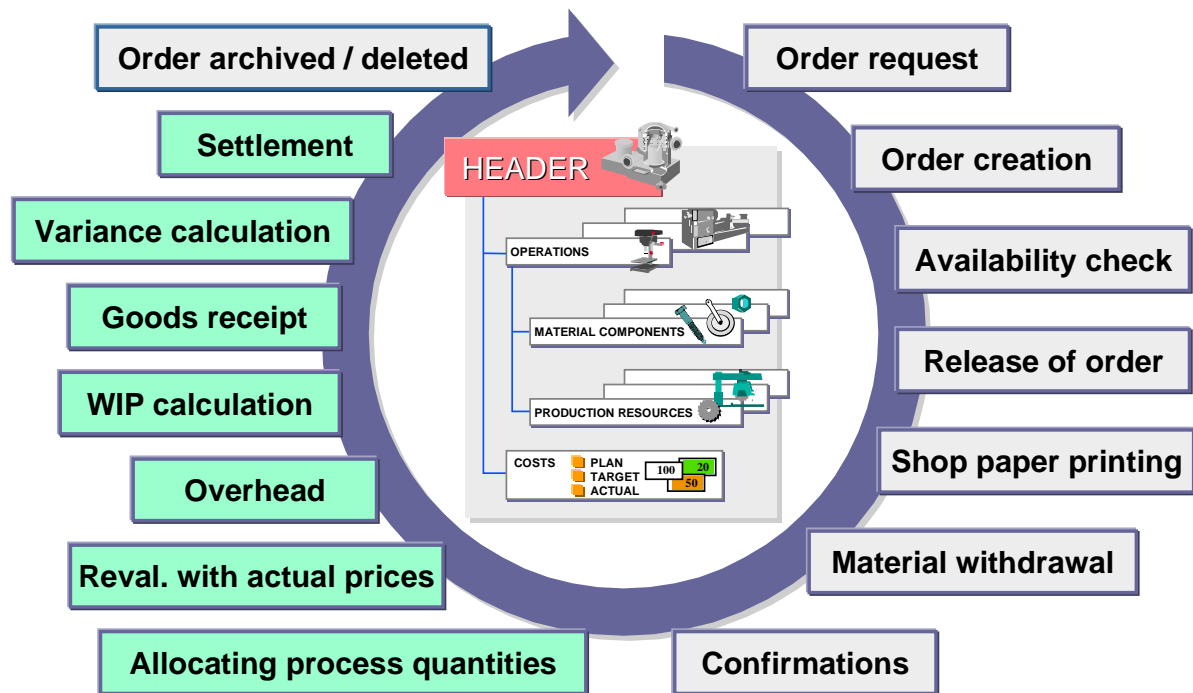 Order archived / deleted
Order request
Settlement
Order creation
Variance calculation
Availability check
Goods receipt
Release of order
WIP calculation
Shop paper printing
Overhead
Material withdrawal
Reval. with actual prices
Allocating process quantities
Confirmations
HEADER
OPERATIONS
MATERIAL COMPONENTS
PRODUCTION RESOURCES
COSTS
PLAN
TARGET
ACTUAL
100
20
50